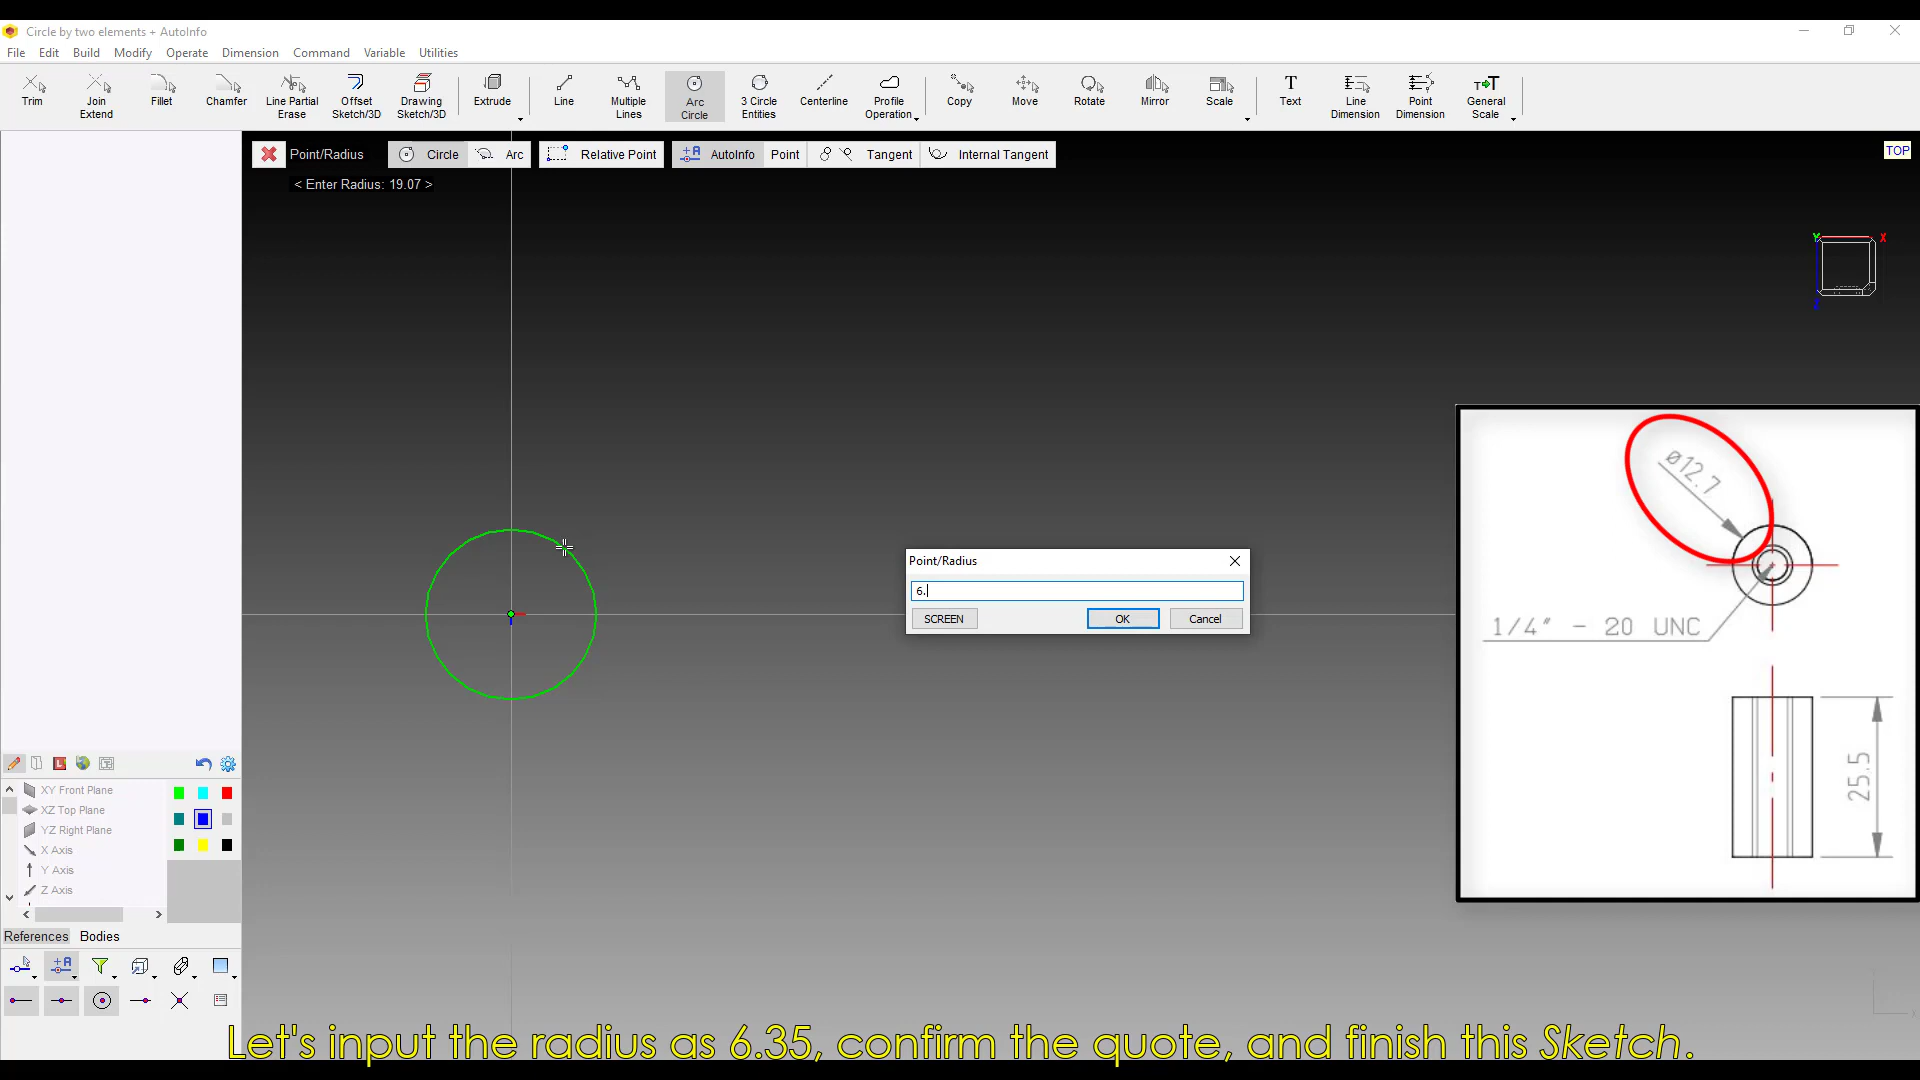 Circle by two elements + AutoInfo
File Edit Build Modify Operate Dimension Command Variable Utilities
Trim
Join Extend
Fillet
Chamfer
Line Partial Erase
Offset Sketch/3D
Drawing Sketch/3D
Extrude
Line
Multiple Lines
Arc Circle
3 Circle Entities
Centerline
Profile Operation
Copy
Move
Rotate
Mirror
Scale
Text
Line Dimension
Point Dimension
General Scale
Point/Radius Circle Arc Relative Point AutoInfo Point Tangent Internal Tangent
TOP
< Enter Radius: 19.07 >
Y X
Z
ø12.7
Point/Radius
6.
SCREEN OK Cancel
1/4" - 20 UNC
25.5
XY Front Plane
XZ Top Plane
YZ Right Plane
X Axis
Y Axis
Z Axis
References Bodies
Let's input the radius as 6.35, confirm the quote, and finish this Sketch.